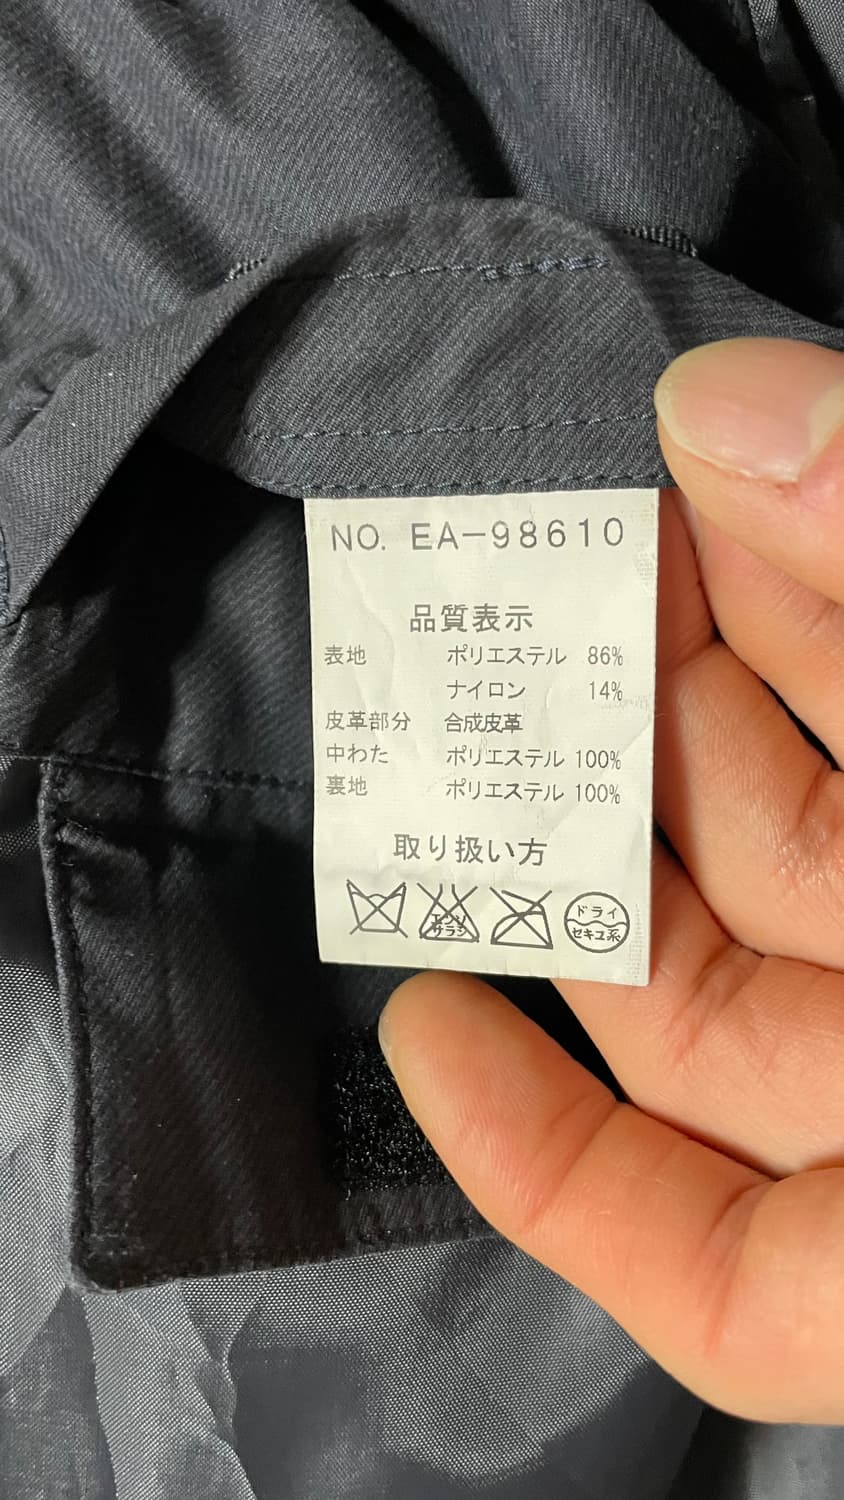 NO. EA-98610
品質表示
表地 ポリエステル 86%
ナイロン 14%
皮革部分 合成皮革
中わた ポリエステル 100%
裏地 ポリエステル 100%
取り扱い方
エンソ
サラシ
ドライ
セキユ系